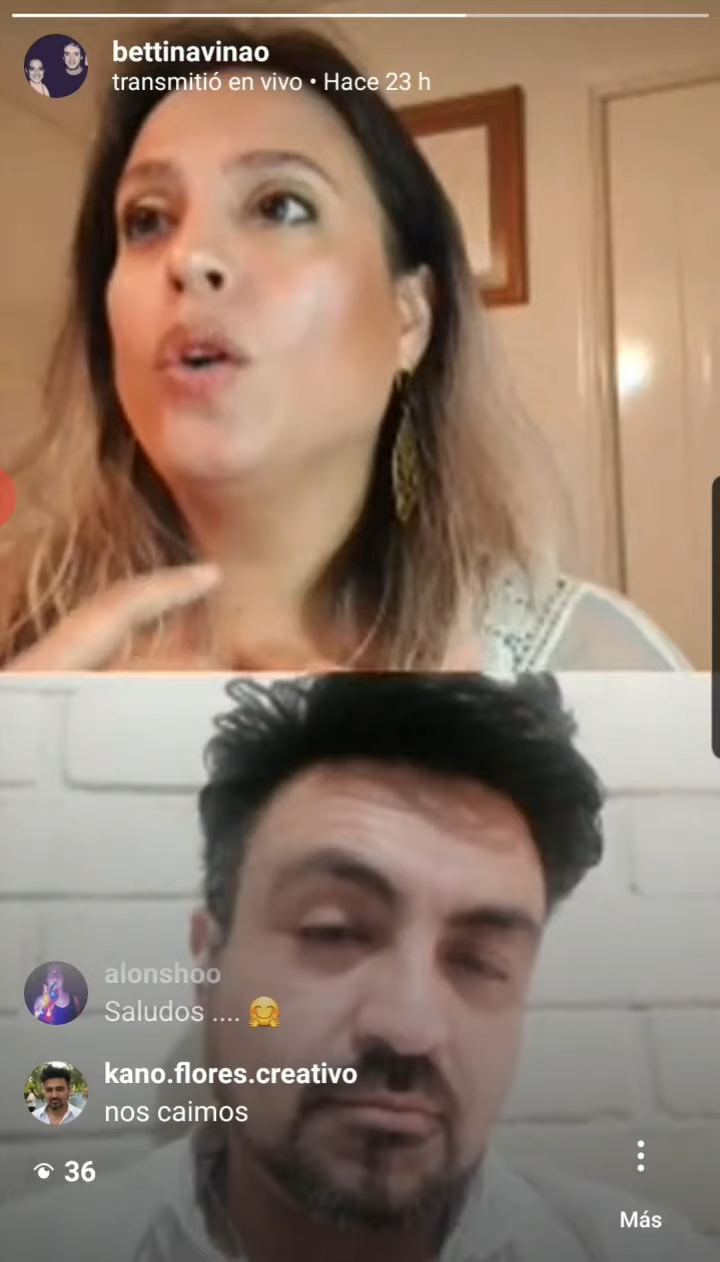 bettinavinao
transmitió en vivo • Hace 23 h
alonshoo
Saludos .... 🤗
kano.flores.creativo
nos caimos
36
Más